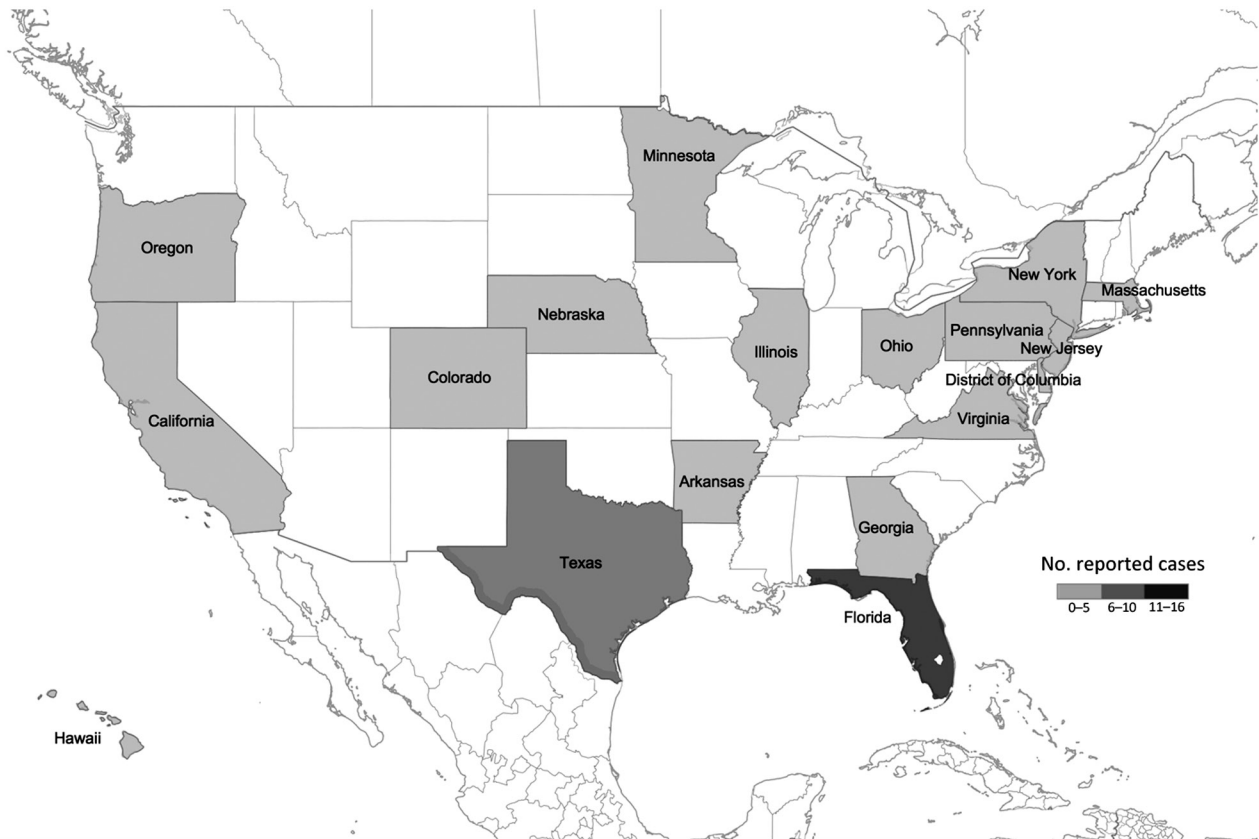 Minnesota
Oregon
New York
Massachusetts
Nebraska
Pennsylvania
Illinois
Ohio
New Jersey
Colorado
District of Columbia
California
Virginia
Arkansas
Georgia
Texas
No. reported cases
0–5 6–10 11–16
Florida
Hawaii